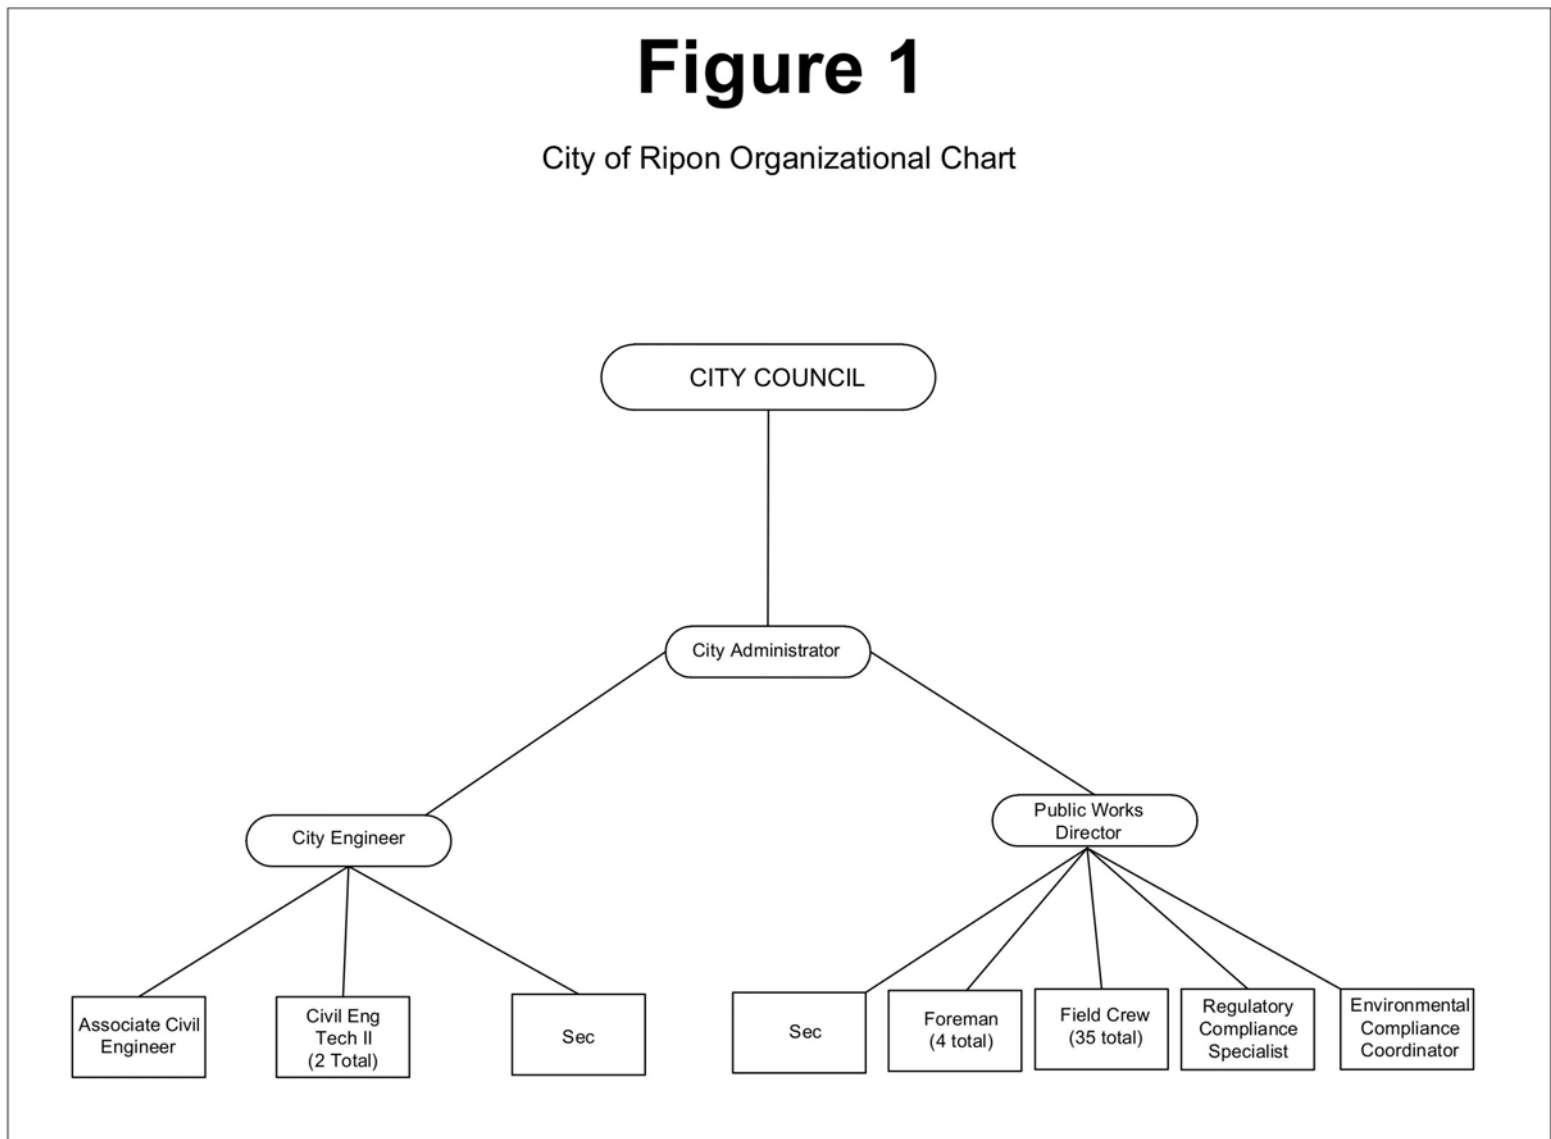 Figure 1
City of Ripon Organizational Chart
CITY COUNCIL
City Administrator
City Engineer
Public Works
Director
Associate Civil
Engineer
Civil Eng
Tech II
(2 Total)
Sec
Sec
Foreman
(4 total)
Field Crew
(35 total)
Regulatory
Compliance
Specialist
Environmental
Compliance
Coordinator